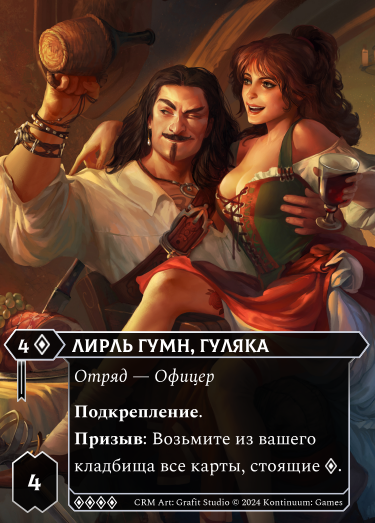 4
ЛИРЛЬ ГУМН, ГУЛЯКА
Отряд — Офицер
Подкрепление.
Призыв: Возьмите из вашего
кладбища все карты, стоящие .
4
CRM Art: Grafit Studio © 2024 Kontinuum: Games